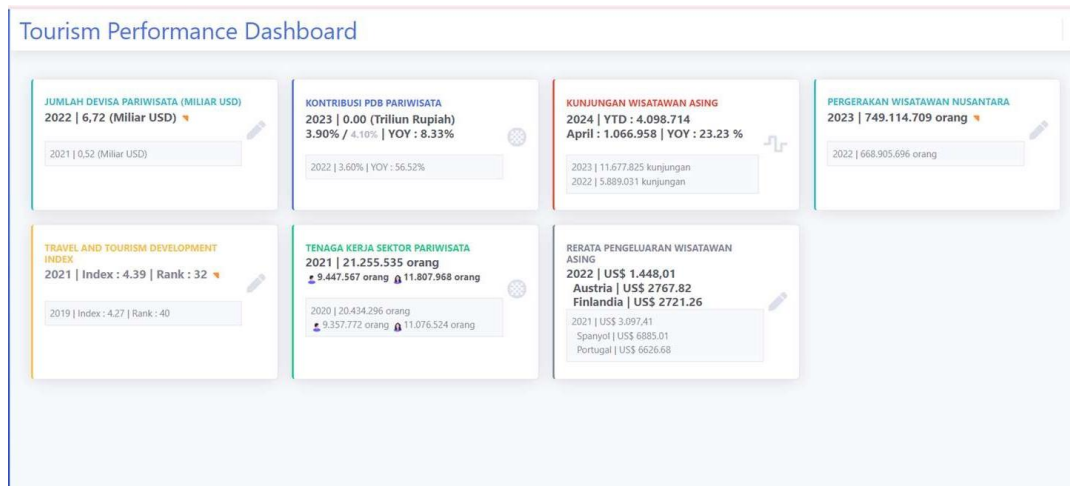 Tourism Performance Dashboard
JUMLAH DEVISA PARIWISATA (MILIAR USD)
2022 | 6,72 (Miliar USD)
2021 | 0,52 (Miliar USD)
KONTRIBUSI PDB PARIWISATA
2023 | 0.00 (Triliun Rupiah)
3.90% / 4.10% | YOY : 8.33%
2022 | 3.60% | YOY : 56.52%
KUNJUNGAN WISATAWAN ASING
2024 | YTD : 4.098.714
April : 1.066.958 | YOY : 23.23 %
2023 | 11.677.825 kunjungan
2022 | 5.889.031 kunjungan
PERGERAKAN WISATAWAN NUSANTARA
2023 | 749.114.709 orang
2022 | 668.905.696 orang
TRAVEL AND TOURISM DEVELOPMENT
INDEX
2021 | Index : 4.39 | Rank : 32
2019 | Index : 4.27 | Rank : 40
TENAGA KERJA SEKTOR PARIWISATA
2021 | 21.255.535 orang
9.447.567 orang 11.807.968 orang
2020 | 20.434.296 orang
9.357.772 orang 11.076.524 orang
RERATA PENGELUARAN WISATAWAN
ASING
2022 | US$ 1.448,01
Austria | US$ 2767.82
Finlandia | US$ 2721.26
2021 | US$ 3.097,41
Spanyol | US$ 6885.01
Portugal | US$ 6626.68